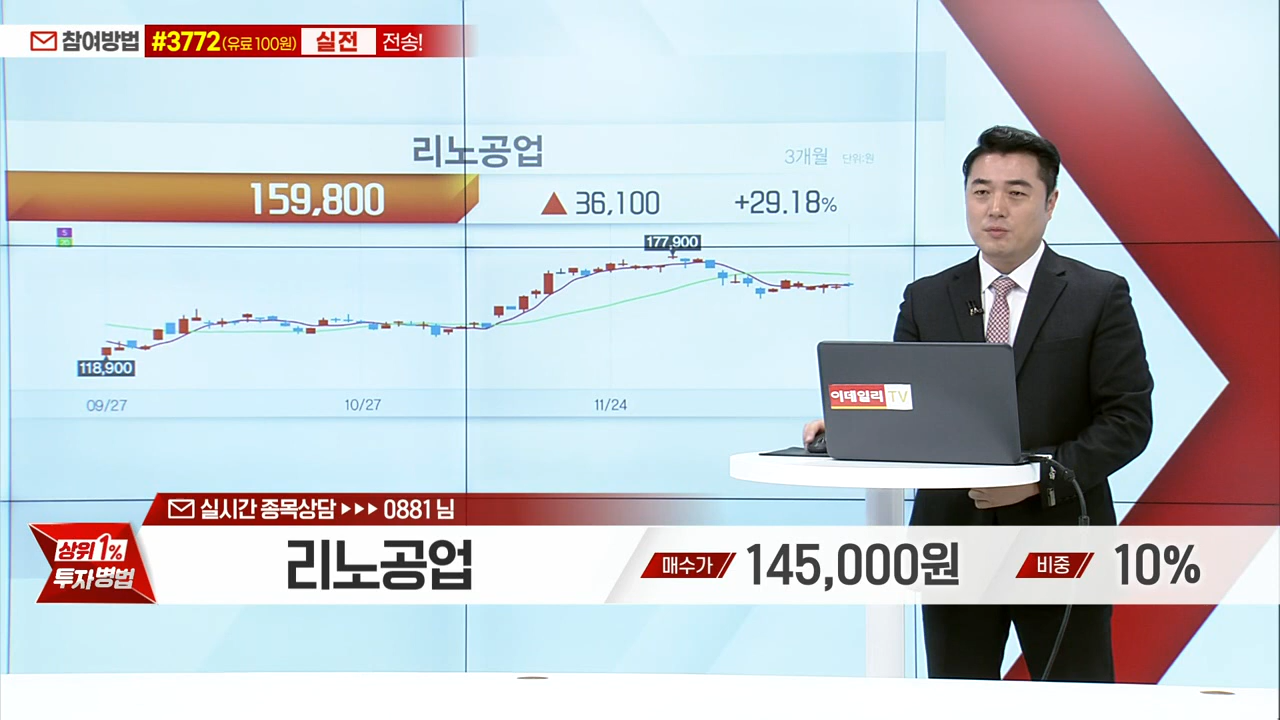 참여방법 #3772(유료 100원) 실전 전송!
리노공업
3개월 단위:원
159,800 ▲ 36,100 +29.18%
5
20
177,900
118,900
09/27 10/27 11/24
이데일리 TV
실시간 종목상담 ▶▶▶ 0881 님
상위 1%
투자병법
리노공업 매수가 145,000원 비중 10%